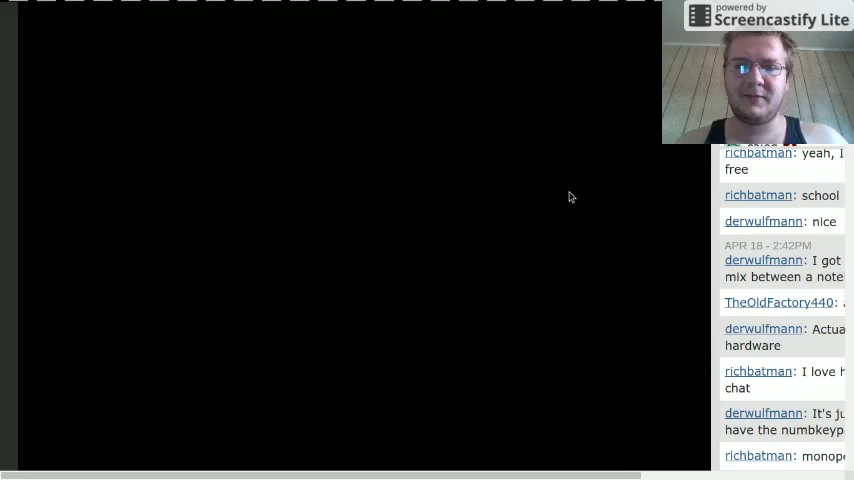 powered by
Screencastify Lite
richbatman: yeah, I
free
richbatman: school
derwulfmann: nice
APR 18 - 2:42PM
derwulfmann: I got
mix between a note
TheOldFactory440:
derwulfmann: Actua
hardware
richbatman: I love h
chat
derwulfmann: It's ju
have the numbkeyp
richbatman: monope